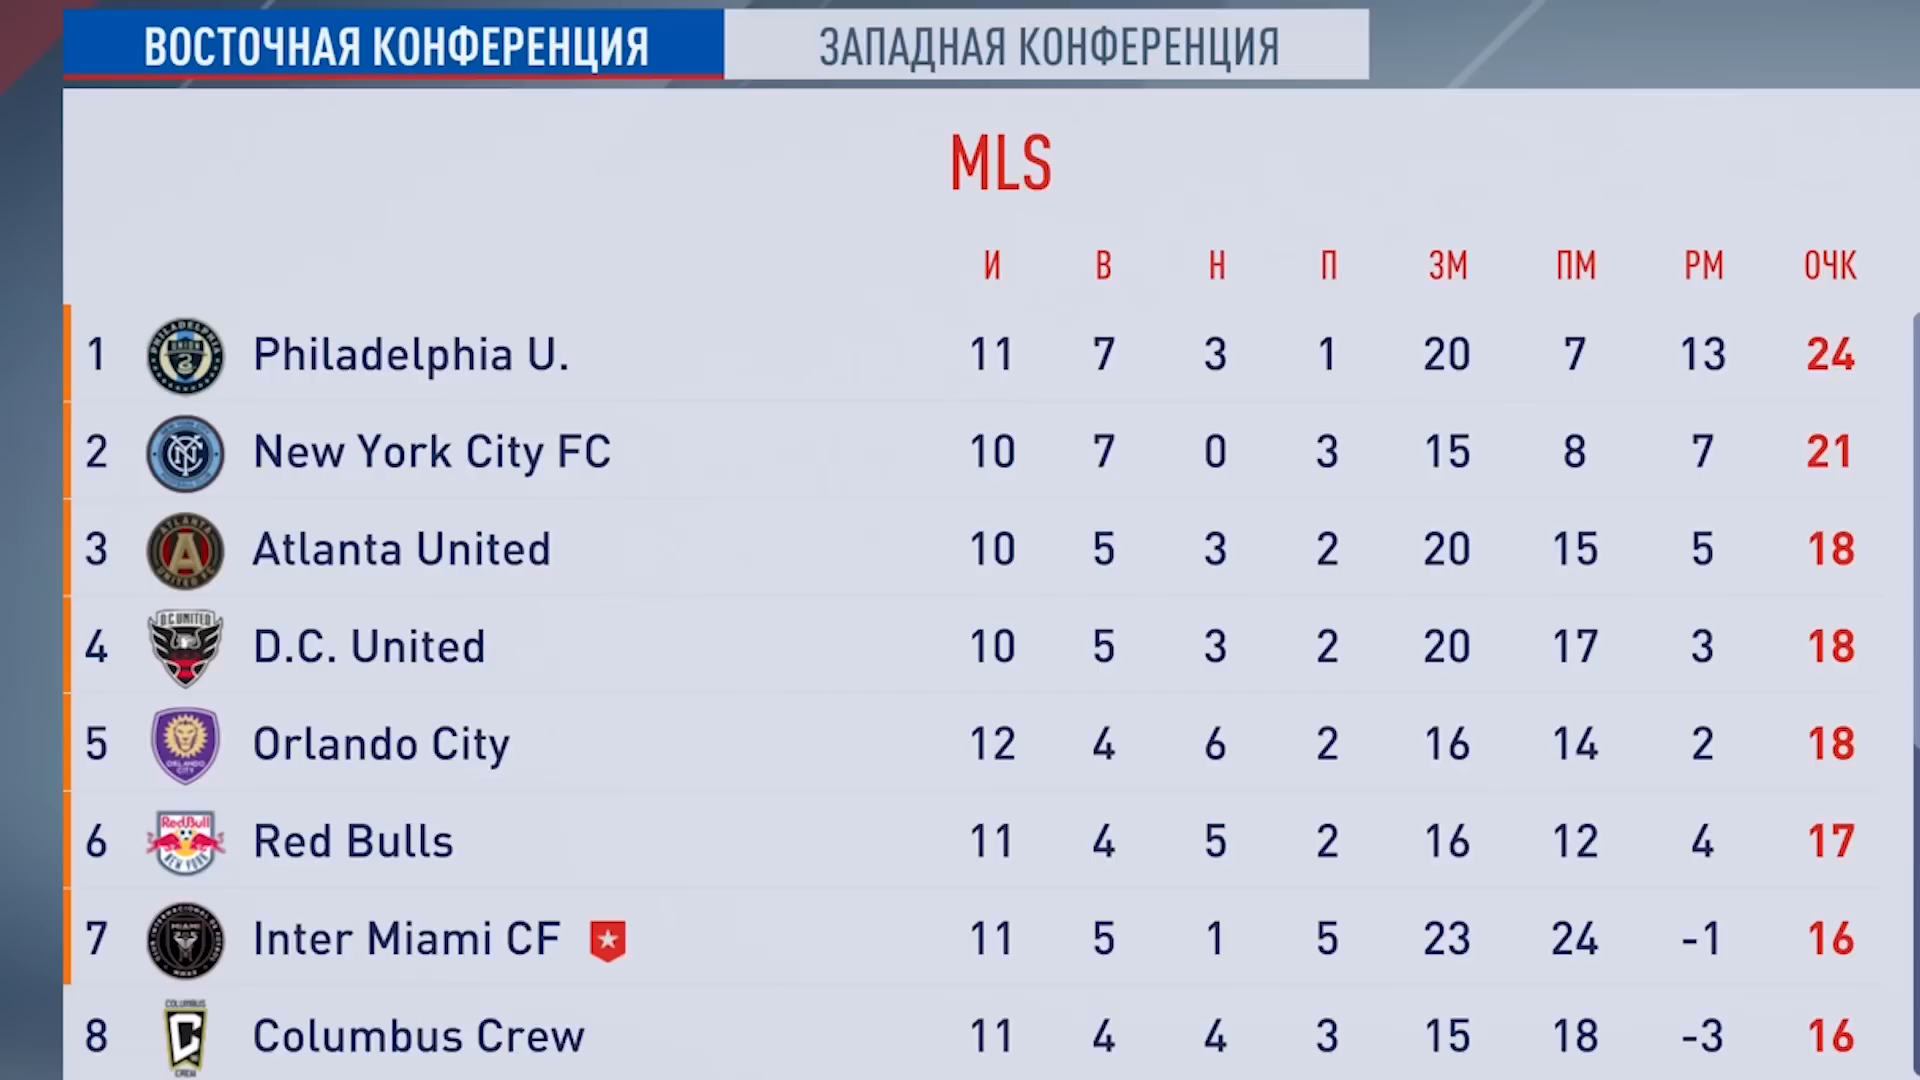 ВОСТОЧНАЯ КОНФЕРЕНЦИЯ ЗАПАДНАЯ КОНФЕРЕНЦИЯ
MLS
И В Н П ЗМ ПМ РМ ОЧК
1 Philadelphia U. 11 7 3 1 20 7 13 24
2 New York City FC 10 7 0 3 15 8 7 21
3 Atlanta United 10 5 3 2 20 15 5 18
4 D.C. United 10 5 3 2 20 17 3 18
5 Orlando City 12 4 6 2 16 14 2 18
6 Red Bulls 11 4 5 2 16 12 4 17
7 Inter Miami CF 11 5 1 5 23 24 -1 16
8 Columbus Crew 11 4 4 3 15 18 -3 16